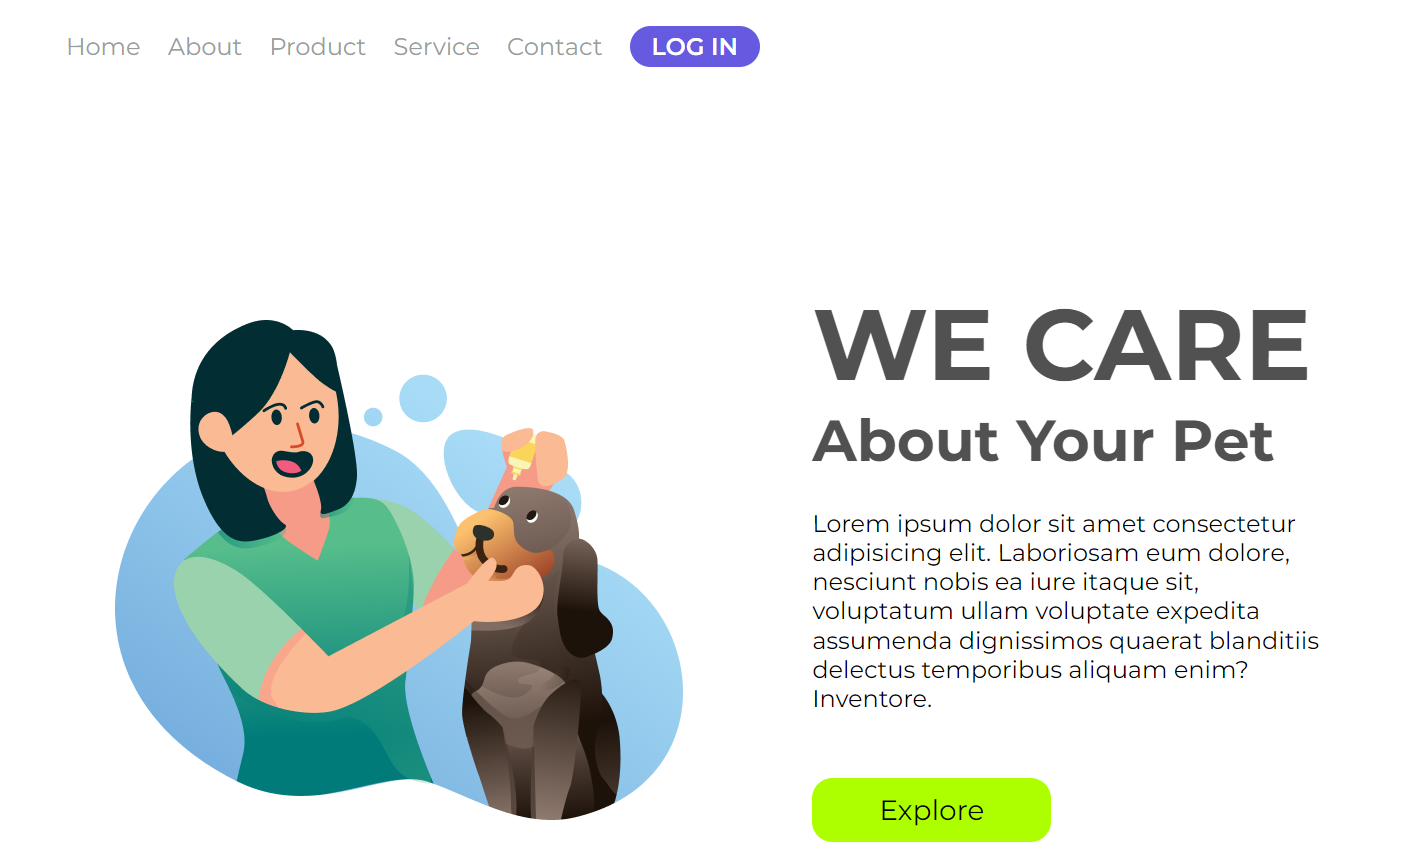 Home About Product Service Contact LOG IN
WE CARE
About Your Pet
Lorem ipsum dolor sit amet consectetur
adipisicing elit. Laboriosam eum dolore,
nesciunt nobis ea iure itaque sit,
voluptatum ullam voluptate expedita
assumenda dignissimos quaerat blanditiis
delectus temporibus aliquam enim?
Inventore.
Explore